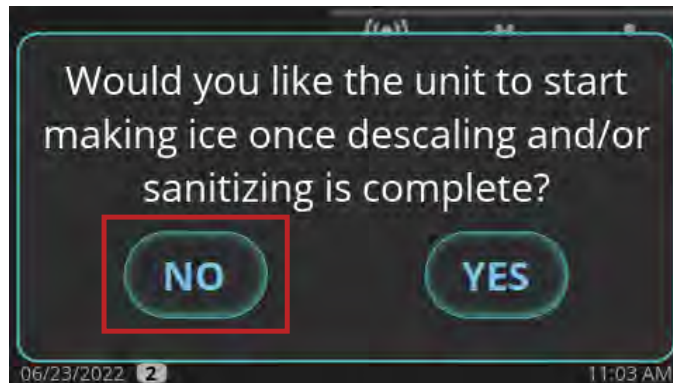 Would you like the unit to start
making ice once descaling and/or
sanitizing is complete?
NO YES
06/23/2022 2 11:03 AM